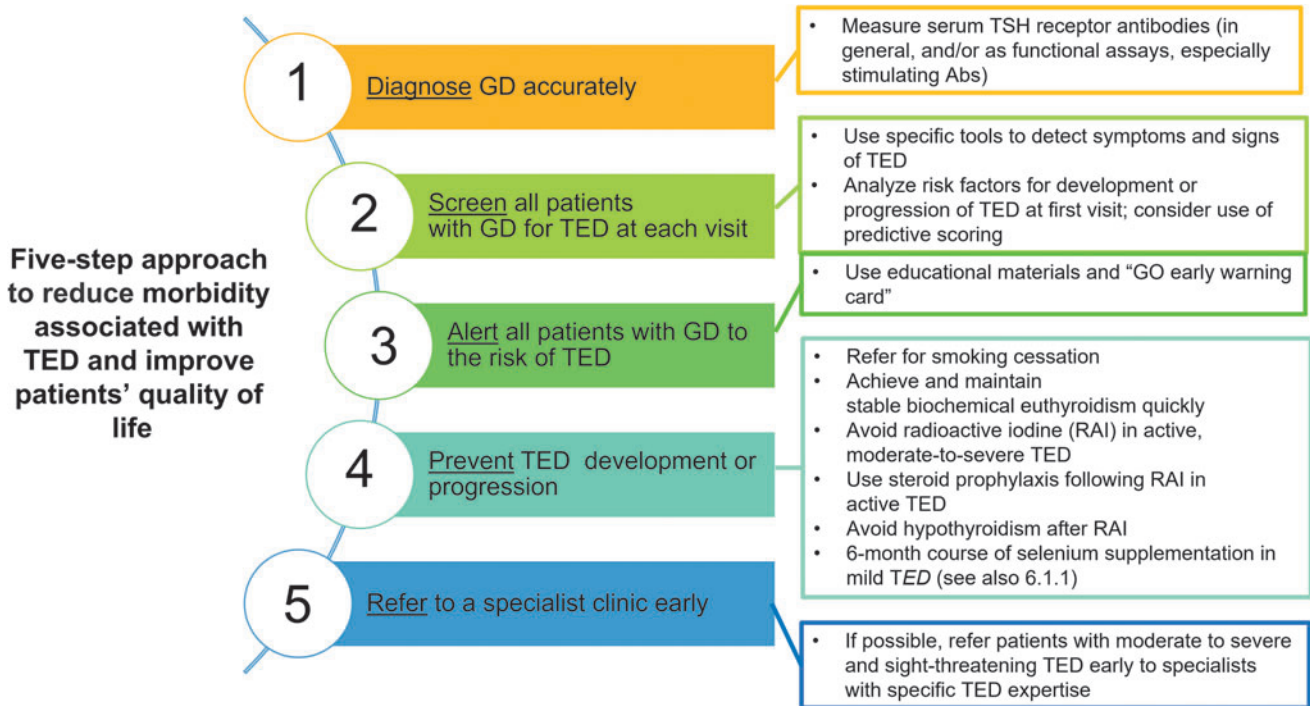 Five-step approach
to reduce morbidity
associated with
TED and improve
patients' quality of
life
1
Diagnose GD accurately
• Measure serum TSH receptor antibodies (in
general, and/or as functional assays, especially
stimulating Abs)
2
Screen all patients
with GD for TED at each visit
• Use specific tools to detect symptoms and signs
of TED
• Analyze risk factors for development or
progression of TED at first visit; consider use of
predictive scoring
3
Alert all patients with GD to
the risk of TED
• Use educational materials and “GO early warning
card”
4
Prevent TED development or
progression
• Refer for smoking cessation
• Achieve and maintain
stable biochemical euthyroidism quickly
• Avoid radioactive iodine (RAI) in active,
moderate-to-severe TED
• Use steroid prophylaxis following RAI in
active TED
• Avoid hypothyroidism after RAI
• 6-month course of selenium supplementation in
mild TED (see also 6.1.1)
5
Refer to a specialist clinic early
• If possible, refer patients with moderate to severe
and sight-threatening TED early to specialists
with specific TED expertise